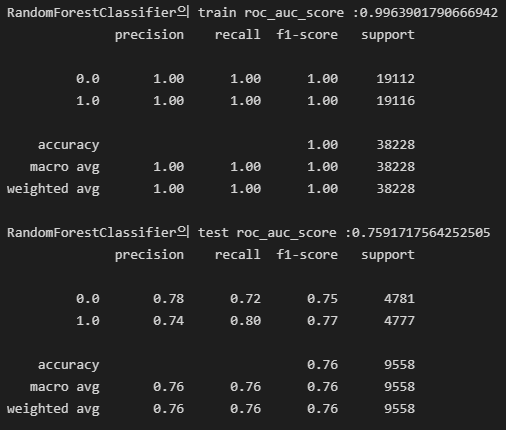 RandomForestClassifier의 train roc_auc_score :0.9963901790666942
precision recall f1-score support
0.0 1.00 1.00 1.00 19112
1.0 1.00 1.00 1.00 19116
accuracy 1.00 38228
macro avg 1.00 1.00 1.00 38228
weighted avg 1.00 1.00 1.00 38228
RandomForestClassifier의 test roc_auc_score :0.7591717564252505
precision recall f1-score support
0.0 0.78 0.72 0.75 4781
1.0 0.74 0.80 0.77 4777
accuracy 0.76 9558
macro avg 0.76 0.76 0.76 9558
weighted avg 0.76 0.76 0.76 9558